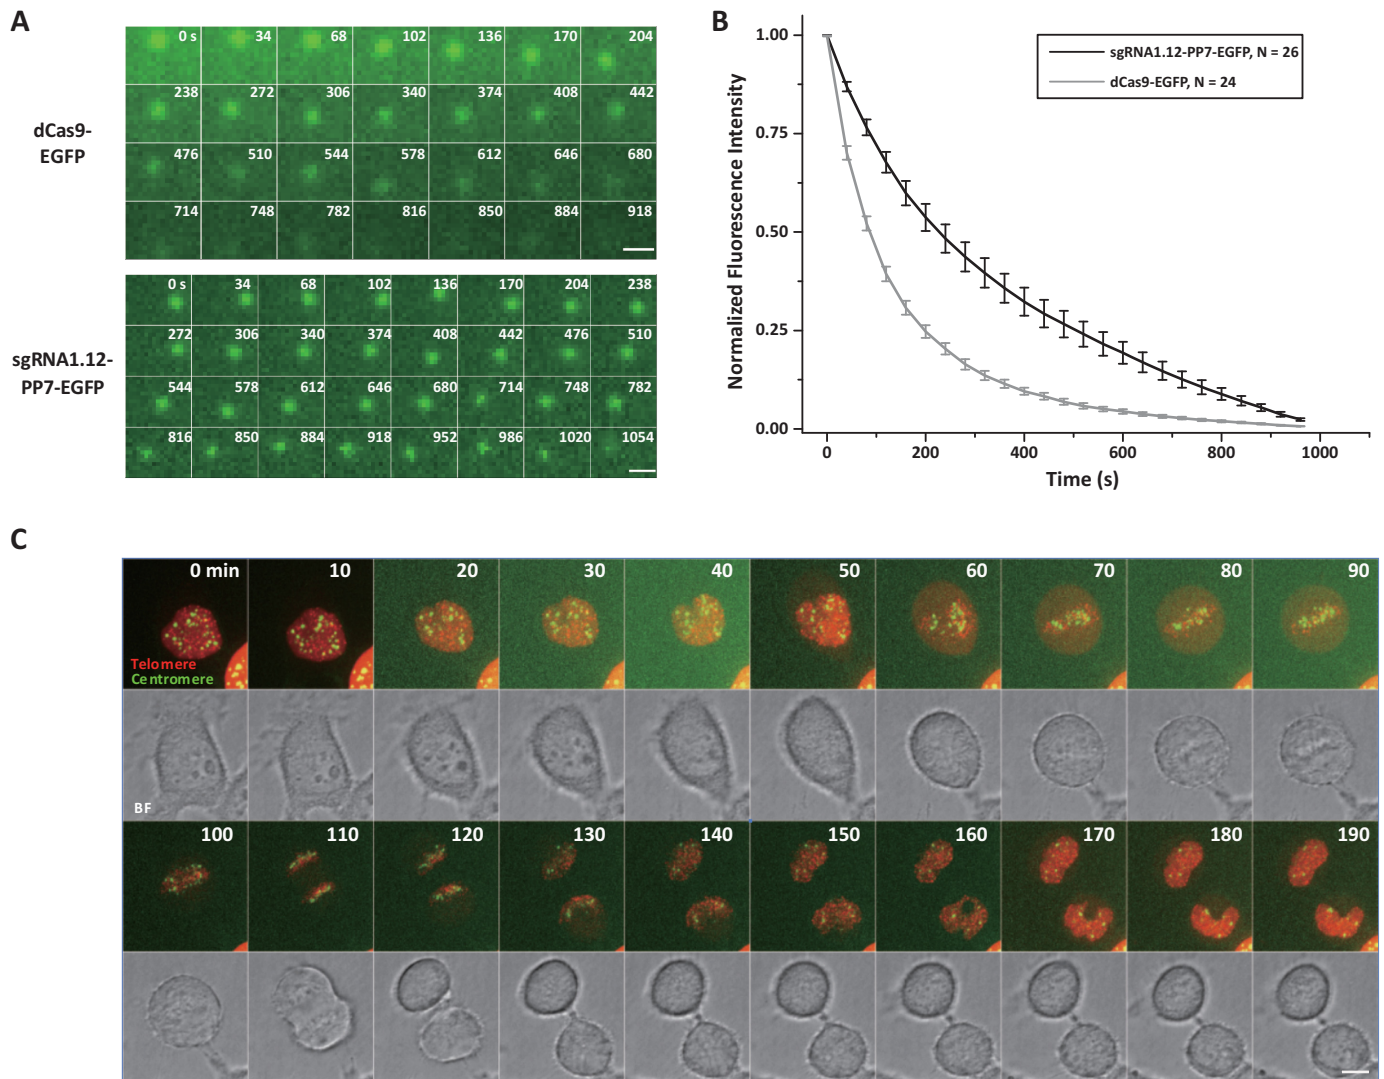 A
dCas9-
EGFP
0 s 34 68 102 136 170 204
238 272 306 340 374 408 442
476 510 544 578 612 646 680
714 748 782 816 850 884 918
sgRNA1.12-
PP7-EGFP
0 s 34 68 102 136 170 204 238
272 306 340 374 408 442 476 510
544 578 612 646 680 714 748 782
816 850 884 918 952 986 1020 1054
B
Normalized Fluorescence Intensity
1.00
0.75
0.50
0.25
0.00
sgRNA1.12-PP7-EGFP, N = 26
dCas9-EGFP, N = 24
0 200 400 600 800 1000
Time (s)
C
0 min 10 20 30 40 50 60 70 80 90
Telomere
Centromere
BF
100 110 120 130 140 150 160 170 180 190